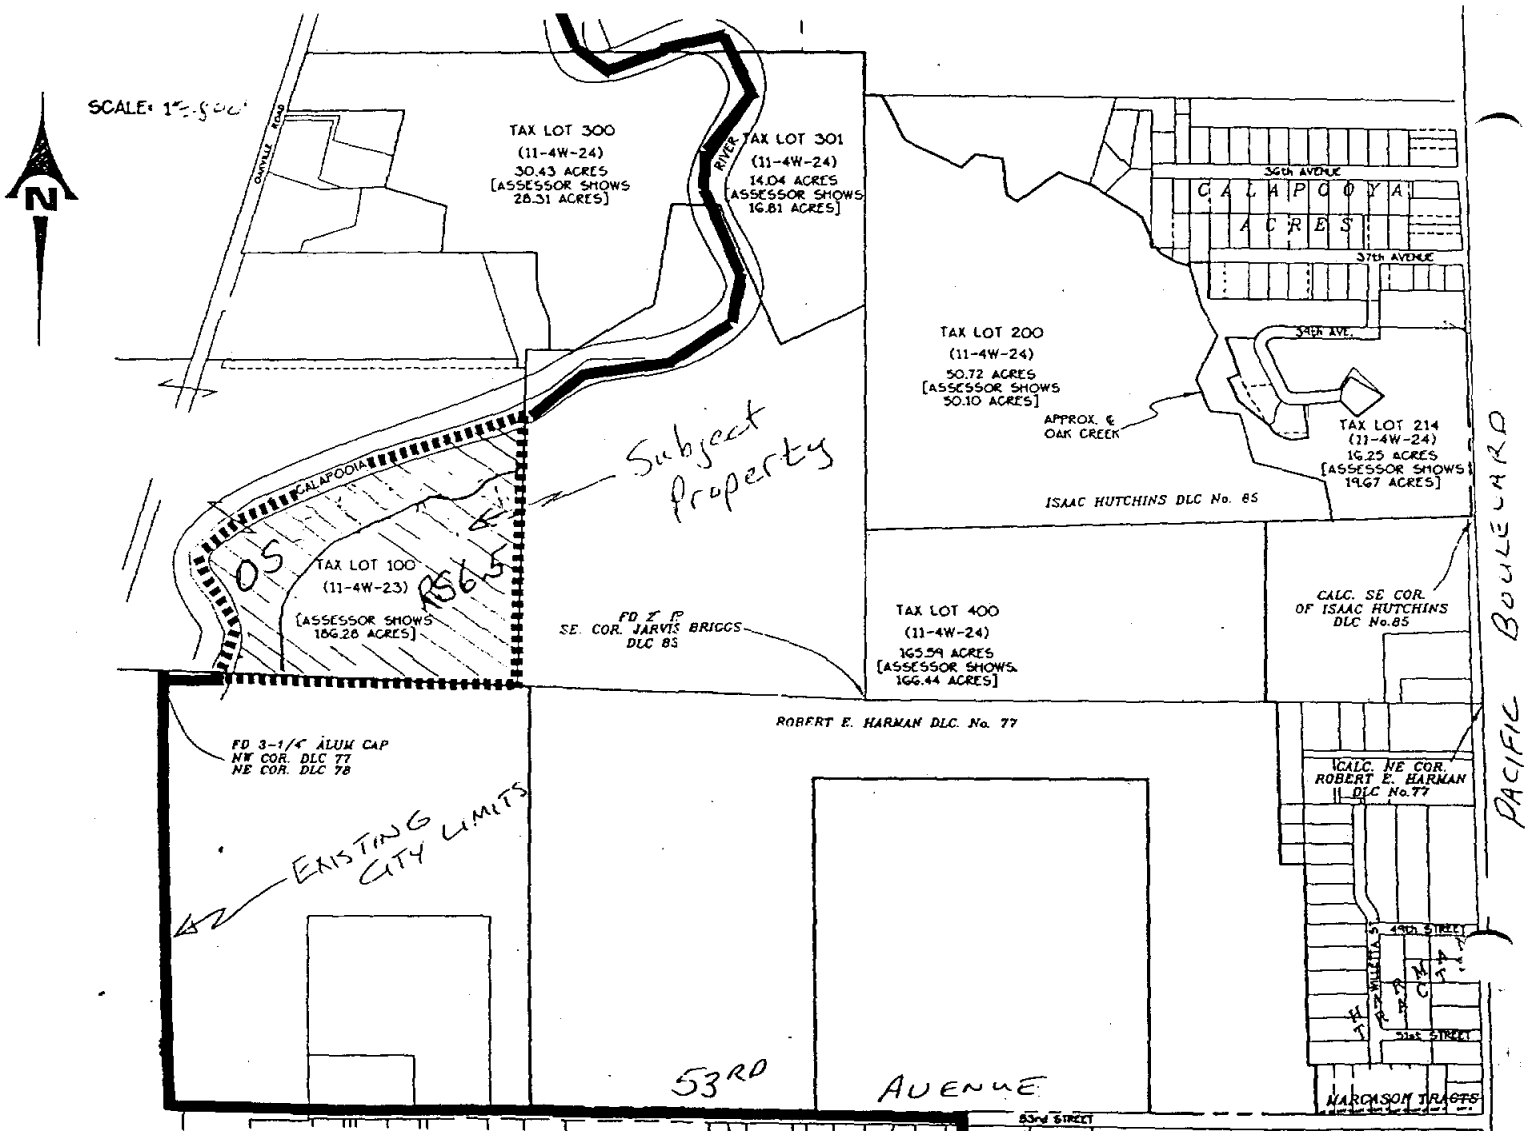 SCALE:
N
OAKVILLE ROAD
TAX LOT 300
(11-4W-24)
30.43 ACRES
[ASSESSOR SHOWS
28.31 ACRES]
RIVER
TAX LOT 301
(11-4W-24)
14.04 ACRES
[ASSESSOR SHOWS
16.81 ACRES]
36th AVENUE
CALAPOOYA
ACRES
37th AVENUE
39th AVE.
TAX LOT 200
(11-4W-24)
50.72 ACRES
[ASSESSOR SHOWS
50.10 ACRES]
APPROX. ℄
OAK CREEK
TAX LOT 214
(11-4W-24)
16.25 ACRES
[ASSESSOR SHOWS
19.67 ACRES]
ISAAC HUTCHINS DLC No. 85
Subject
Property
CALAPOOIA
OS
RS65
TAX LOT 100
(11-4W-23)
[ASSESSOR SHOWS
186.28 ACRES]
FD 2" I.P.
SE. COR. JARVIS BRIGGS
DLC 85
TAX LOT 400
(11-4W-24)
165.59 ACRES
[ASSESSOR SHOWS
166.44 ACRES]
CALC. SE COR.
OF ISAAC HUTCHINS
DLC No.85
PACIFIC BOULEVARD
ROBERT E. HARMAN DLC. No. 77
FD 3-1/4" ALUM CAP
NW COR. DLC 77
NE COR. DLC 78
CALC. NE COR.
ROBERT E. HARMAN
DLC No.77
EXISTING
CITY LIMITS
49th STREET
WILLETTA ST.
51st STREET
53RD AVENUE
MARCASON TRACTS
53rd STREET